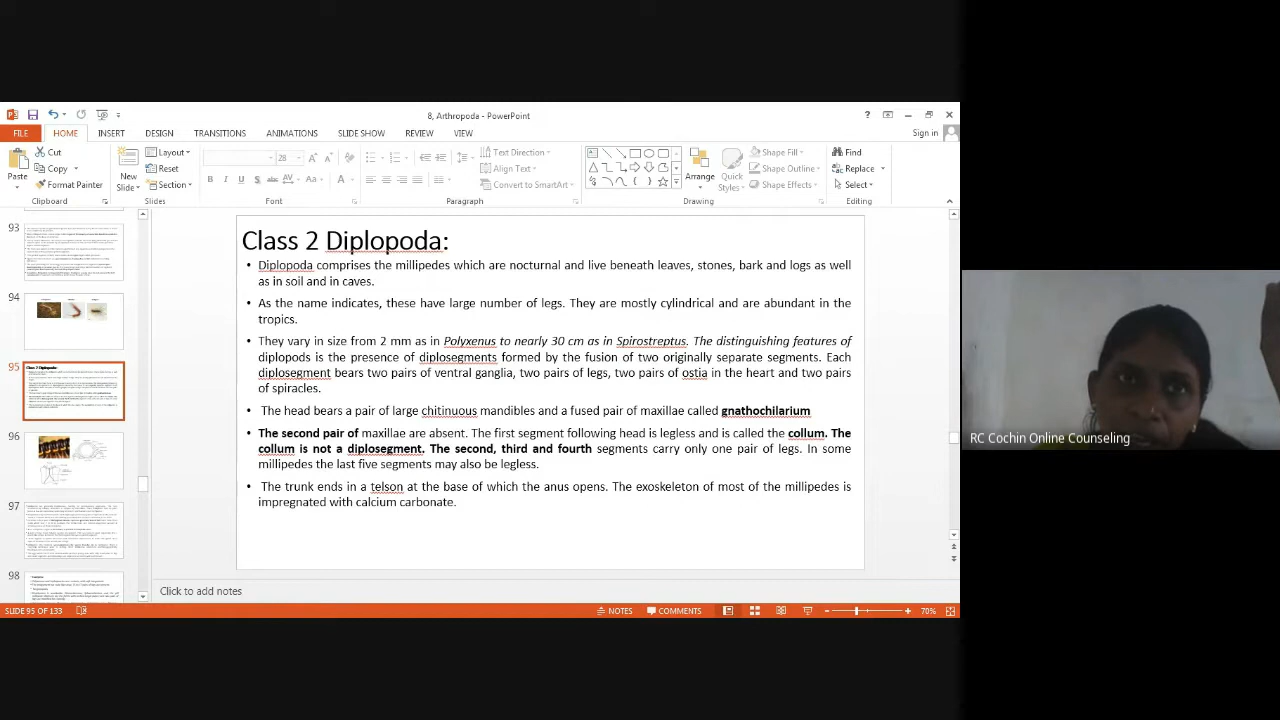 8, Arthropoda - PowerPoint
Sign in
FILE HOME INSERT DESIGN TRANSITIONS ANIMATIONS SLIDE SHOW REVIEW VIEW
Paste
Cut
Copy
Format Painter
Clipboard
New Slide
Layout
Reset
Section
Slides
28
B I U S abc AV Aa A
Font
Text Direction
Align Text
Convert to SmartArt
Paragraph
Arrange
Quick Styles
Shape Fill
Shape Outline
Shape Effects
Drawing
Find
Replace
Select
Editing
93
94
95
96
97
98
Class 2 Diplopoda:
• Diplopoda comprises the millipedes which are nocturnal and live beneath leaves, stones, bark and logs as well
as in soil and in caves.
• As the name indicates, these have large number of legs. They are mostly cylindrical and are abundant in the
tropics.
• They vary in size from 2 mm as in Polyxenus to nearly 30 cm as in Spirostreptus. The distinguishing features of
diplopods is the presence of diplosegments formed by the fusion of two originally separate segments. Each
diplosegment bears two pairs of ventral ganglia, two pairs of legs, two pairs of ostia in the heart and two pairs
of spiracles.
• The head bears a pair of large chitinuous mandibles and a fused pair of maxillae called gnathochilarium
• The second pair of maxillae are absent. The first segment following head is legless and is called the collum. The
collum is not a diplosegment. The second, third and fourth segments carry only one pair of legs. In some
millipedes the last five segments may also be legless.
• The trunk ends in a telson at the base of which the anus opens. The exoskeleton of most of the millipedes is
impregnated with calcium carbonate.
Click to add notes
SLIDE 95 OF 133
NOTES COMMENTS 70%
RC Cochin Online Counseling